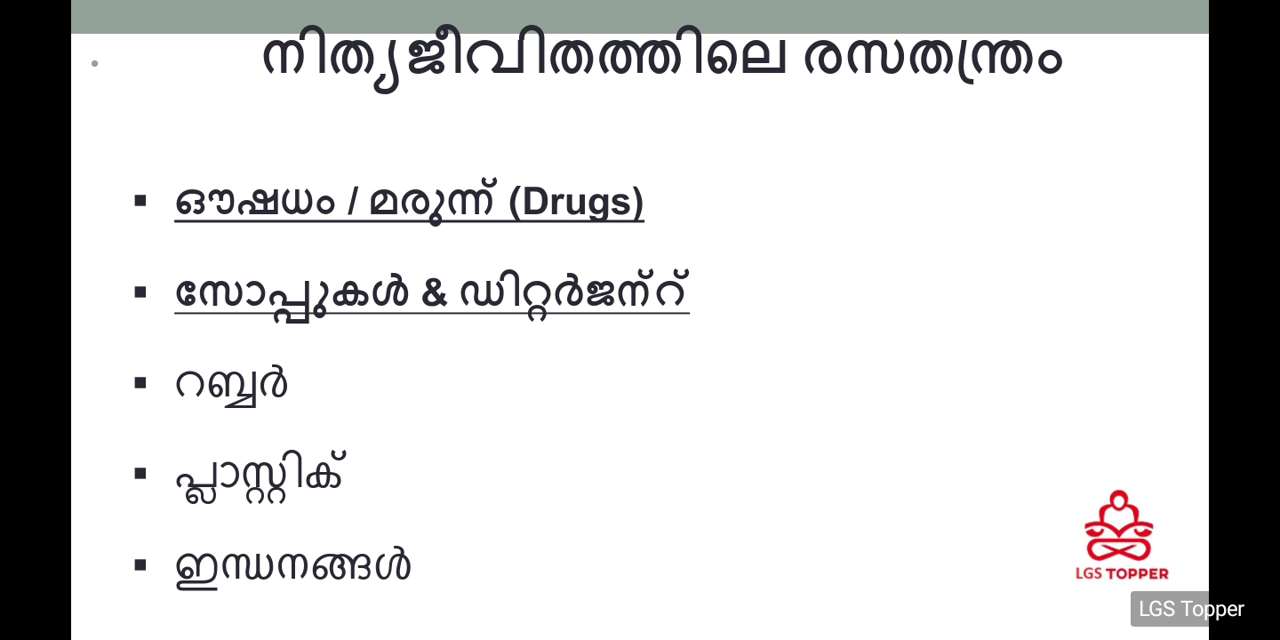 നിത്യജീവിതത്തിലെ രസതന്ത്രം
ഔഷധം / മരുന്ന് (Drugs)
സോപ്പുകൾ & ഡിറ്റർജന്റ്
റബ്ബർ
പ്ലാസ്റ്റിക്
ഇന്ധനങ്ങൾ
LGS TOPPER
LGS Topper